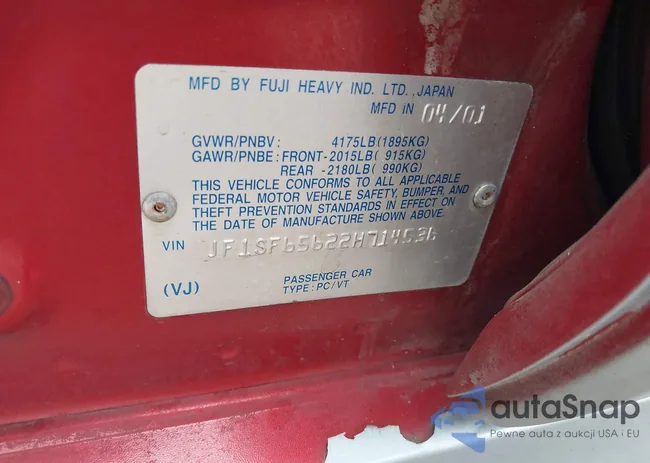 MFD BY FUJI HEAVY IND. LTD., JAPAN
MFD IN 04/01
GVWR/PNBV : 4175LB(1895KG)
GAWR/PNBE : FRONT-2015LB( 915KG)
REAR -2180LB( 990KG)
THIS VEHICLE CONFORMS TO ALL APPLICABLE
FEDERAL MOTOR VEHICLE SAFETY, BUMPER, AND
THEFT PREVENTION STANDARDS IN EFFECT ON
THE DATE OF MANUFACTURE SHOWN ABOVE.
VIN JF1SF65622H714536
PASSENGER CAR
(VJ) TYPE : PC/VT
autaSnap
Pewne auta z aukcji USA i EU